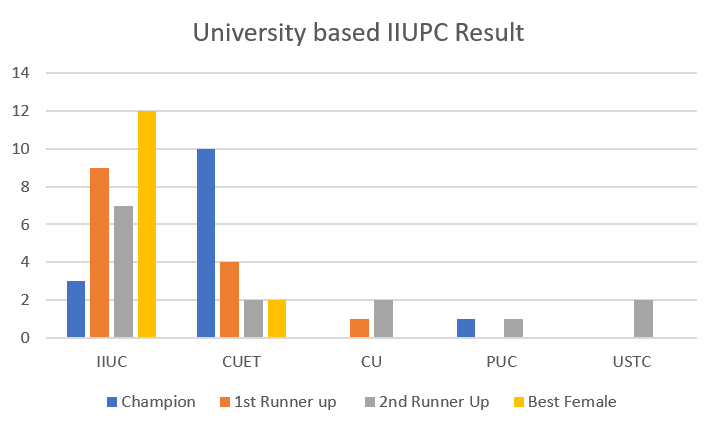 University based IIUPC Result
14
12
10
8
6
4
2
0
IIUC CUET CU PUC USTC
Champion 1st Runner up 2nd Runner Up Best Female